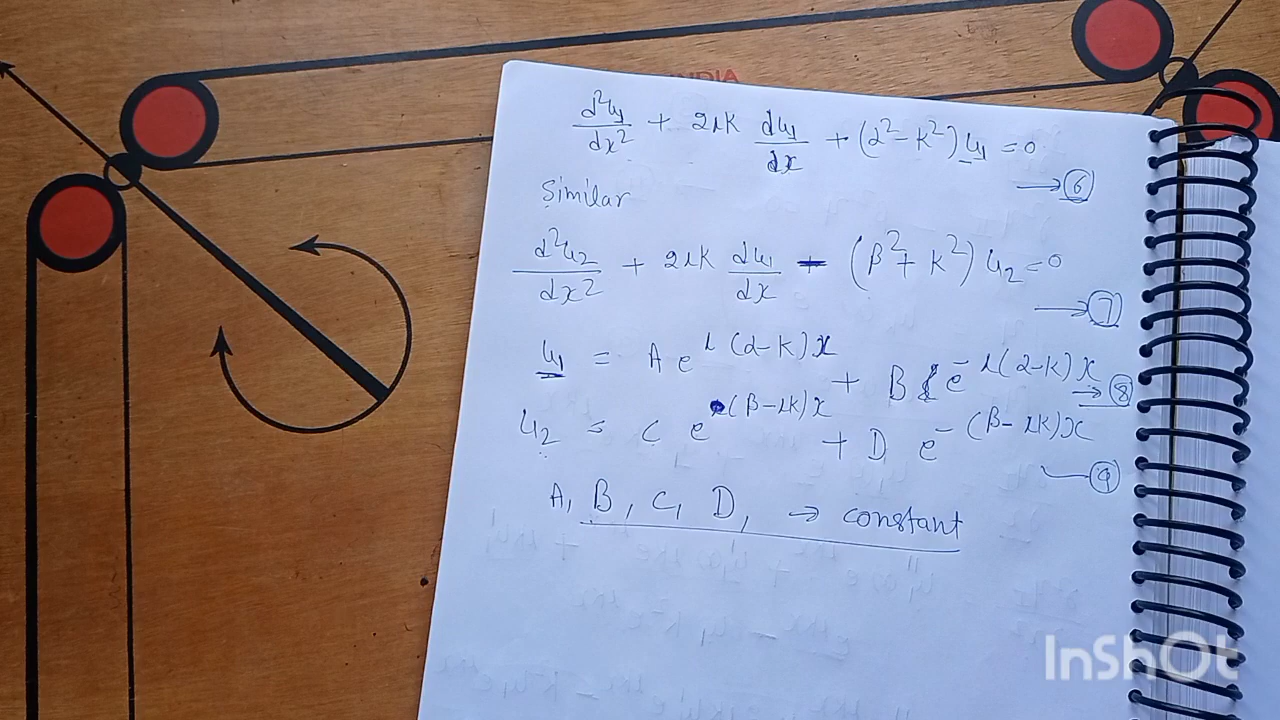 INDIA
d²u₁/dx² + 2ik du₁/dx + (α² - k²) u₁ = 0
→ ⑥
Similar
d²u₂/dx² + 2ik du₁/dx - (β² + k²) u₂ = 0
→ ⑦
u₁ = A e^{i(α-k)x} + B e^{-i(α-k)x} → ⑧
u₂ = C e^{(β-ik)x} + D e^{-(β-ik)x}
— ⑨
A, B, C, D, → constant
InShOt